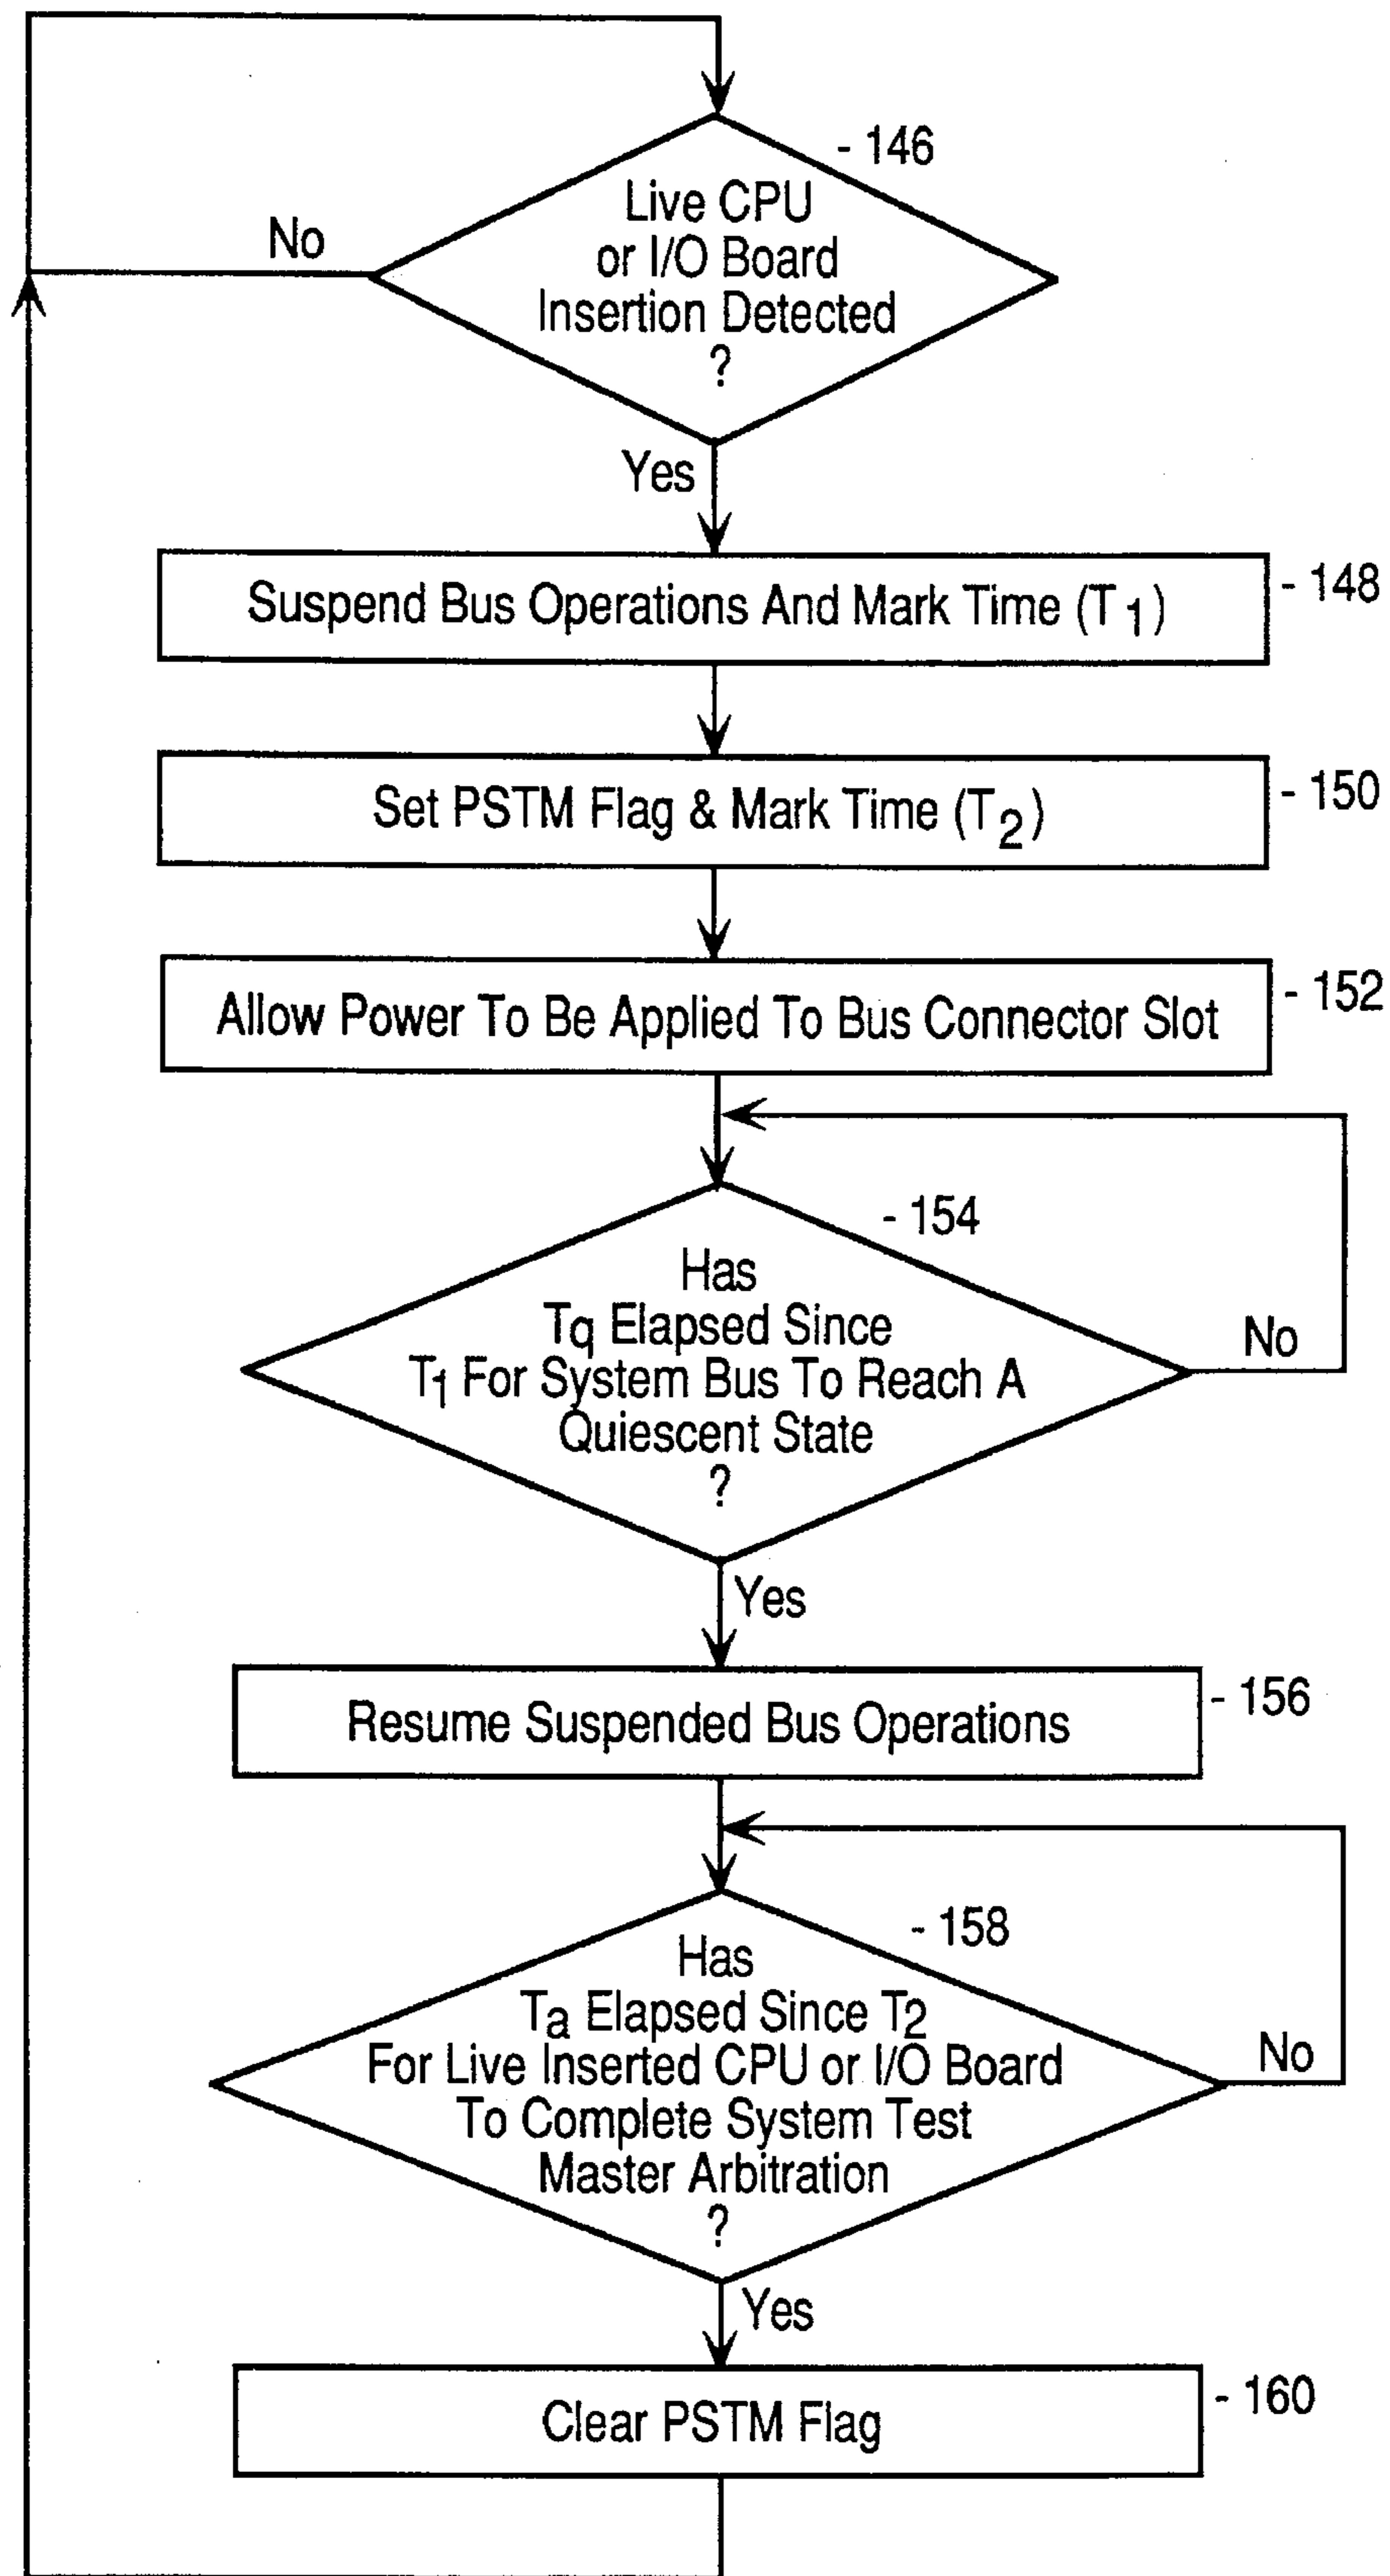 - 146
Live CPU
or I/O Board
Insertion Detected
?
No
Yes
Suspend Bus Operations And Mark Time (T 1)
- 148
Set PSTM Flag & Mark Time (T2)
- 150
Allow Power To Be Applied To Bus Connector Slot
- 152
- 154
Has
Tq Elapsed Since
T1 For System Bus To Reach A
Quiescent State
?
No
Yes
Resume Suspended Bus Operations
- 156
- 158
Has
Ta Elapsed Since T2
For Live Inserted CPU or I/O Board
To Complete System Test
Master Arbitration
?
No
Yes
Clear PSTM Flag
- 160